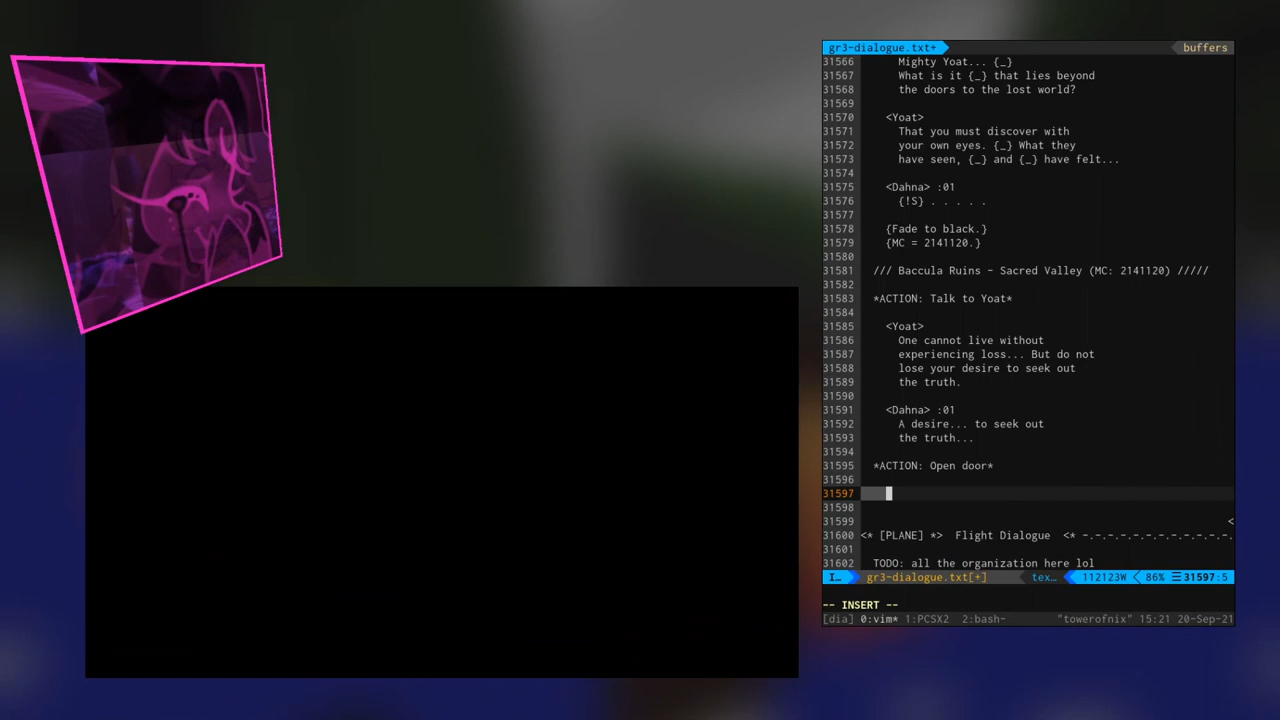 gr3-dialogue.txt+ buffers
31566 Mighty Yoat... {_}
31567 What is it {_} that lies beyond
31568 the doors to the lost world?
31569
31570 <Yoat>
31571 That you must discover with
31572 your own eyes. {_} What they
31573 have seen, {_} and {_} have felt...
31574
31575 <Dahna> :01
31576 {!S} . . . . .
31577
31578 {Fade to black.}
31579 {MC = 2141120.}
31580
31581 /// Baccula Ruins - Sacred Valley (MC: 2141120) /////
31582
31583 *ACTION: Talk to Yoat*
31584
31585 <Yoat>
31586 One cannot live without
31587 experiencing loss... But do not
31588 lose your desire to seek out
31589 the truth.
31590
31591 <Dahna> :01
31592 A desire... to seek out
31593 the truth...
31594
31595 *ACTION: Open door*
31596
31597
31598
31599 <
31600 <* [PLANE] *> Flight Dialogue <* -.-.-.-.-.-.-.-.-.-.-.-.
31601
31602 TODO: all the organization here lol
I… gr3-dialogue.txt[+] tex… 112123W 86% ☰31597:5
-- INSERT --
[dia] 0:vim* 1:PCSX2 2:bash- "towerofnix" 15:21 20-Sep-21